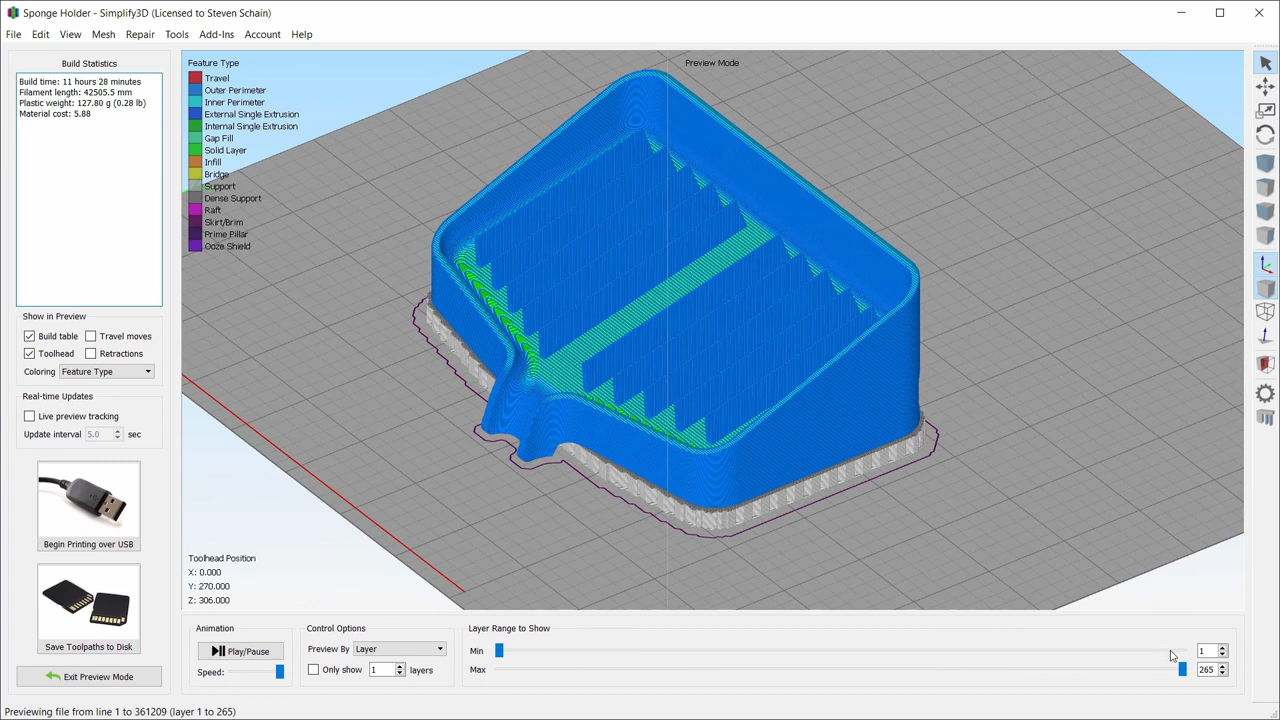 Sponge Holder - Simplify3D (Licensed to Steven Schain)
File Edit View Mesh Repair Tools Add-Ins Account Help
Build Statistics
Build time: 11 hours 28 minutes
Filament length: 42505.5 mm
Plastic weight: 127.80 g (0.28 lb)
Material cost: 5.88
Show in Preview
Build table Travel moves
Toolhead Retractions
Coloring Feature Type
Real-time Updates
Live preview tracking
Update interval 5.0 sec
Begin Printing over USB
Save Toolpaths to Disk
Exit Preview Mode
Preview Mode
Feature Type
Travel
Outer Perimeter
Inner Perimeter
External Single Extrusion
Internal Single Extrusion
Gap Fill
Solid Layer
Infill
Bridge
Support
Dense Support
Raft
Skirt/Brim
Prime Pillar
Ooze Shield
Toolhead Position
X: 0.000
Y: 270.000
Z: 306.000
Animation
Play/Pause
Speed:
Control Options
Preview By Layer
Only show 1 layers
Layer Range to Show
Min 1
Max 265
Previewing file from line 1 to 361209 (layer 1 to 265)